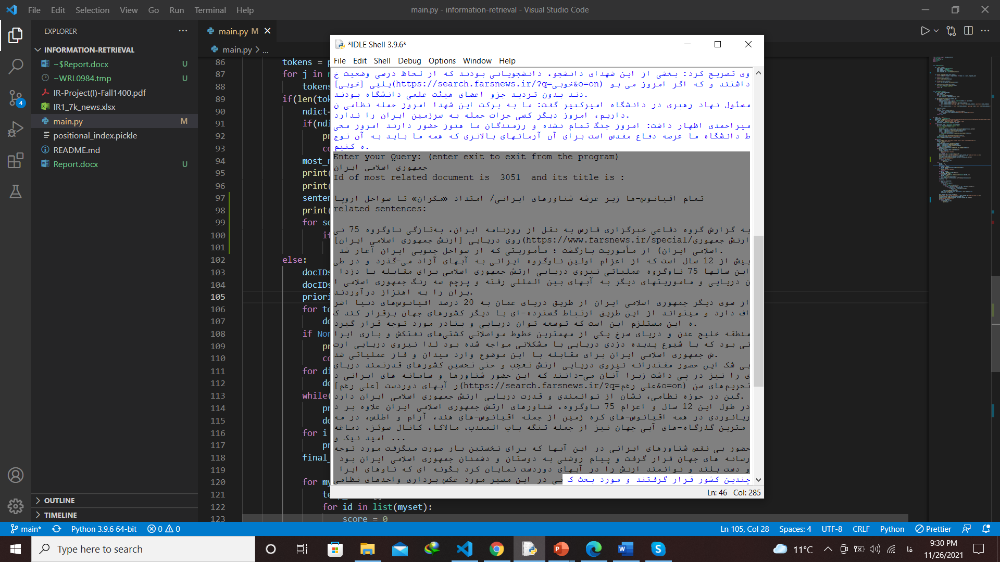 File Edit Selection View Go Run Terminal Help
main.py - information-retrieval - Visual Studio Code
EXPLORER
INFORMATION-RETRIEVAL
~$Report.docx U
~WRL0984.tmp U
IR-Project(I)-Fall1400.pdf
IR1_7k_news.xlsx
main.py M
positional_index.pickle
README.md
Report.docx U
OUTLINE
TIMELINE
main.py M
main.py > ...
86 tokens = p
87 for j in r
88 tokens
89 if(len(tok
90 ndict=
91 if(ndi
92 pr
93 co
94 most_r
95 print(
96 print(
97 senten
98 print(
99 for se
100 if
101
102 else:
103 docIDs
104 docIDs
105 priori
106 for to
107 do
108 if Non
109 pr
110 co
111 for di
112 do
113 while(
114 pr
115 do
116 for i
117 pr
118 final_
119
120 for my
121
122 for id in list(myset):
123 score = 0
*IDLE Shell 3.9.6*
File Edit Shell Debug Options Window Help
وی تصریح کرد: بخشی از این شهدای دانشجو، دانشجویانی بودند که از لحاظ درسی وضعیت خ
یلیی [خوبی](https://search.farsnews.ir/?q=خوبی&o=on) داشتند و که اگر امروز می بو
دند بدون تردید جزو اعضای هیئت علمی دانشگاه بودند.
مسئول نهاد رهبری در دانشگاه امیرکبیر گفت: ما به برکت این شهدا امروز حمله نظامی ن
داریم، امروز دیگر کسی جرات حمله به سرزمین ایران را ندارد.
میراحمدی اظهار داشت: امروز جنگ تمام نشده و رزمندگان ما هنوز حضور دارند امروز محی
ط دانشگاه ما عرصه دفاع مقدس است برای آن آرمانهای بالاتری که همه ما باید به آن توج
ه کنیم.
Enter your Query: (enter exit to exit from the program)
جمهوري اسلامي ایران
Id of most related document is 3051 and its title is :
تمام اقیانوس-ها زیر عرشه شناورهای ایرانی/ امتداد «مکران» تا سواحل اروپا
related sentences:
به گزارش گروه دفاعی خبرگزاری فارس به نقل از روزنامه ایران، به‌تازگی ناوگروه 75 نی
روی دریایی [ارتش جمهوری اسلامی ایران](https://www.farsnews.ir/special/ارتش جمهوری
اسلامی ایران) از مأموریت بازگشت ؛ مأموریتی که از سواحل جنوبی ایران آغاز شد.
بیش از 12 سال است که از اعزام اولین ناوگروه ایرانی به آبهای آزاد می-گذرد و در طی
این سالها 75 ناوگروه عملیاتی نیروی دریایی ارتش جمهوری اسلامی برای مقابله با دزدا
ن دریایی و ماموریتهای دیگر به آبهای بین المللی رفته و پرچم سه رنگ جمهوری اسلامی ا
یران را به اهتزاز درآوردند.
از سوی دیگر جمهوری اسلامی ایران از طریق دریای عمان به 20 درصد اقیانوس‌های دنیا اشر
اف دارد و میتواند از این طریق ارتباط گسترده-ای با دیگر کشورهای جهان برقرار کند ک
ه این مستلزم این است که توسعه توان دریایی و بنادر مورد توجه قرار گیرد.
منطقه خلیج عدن و دریای سرخ یکی از مهمترین خطوط مواصلاتی کشتی‌های نفتکش و باری ایرا
نی بود که با شیوع پدیده دزدی دریایی با مشکلاتی مواجه شده بود لذا نیروی دریایی ارت
ش جمهوری اسلامی ایران برای مقابله با این موضوع وارد میدان و فاز عملیاتی شد.
بی شک این حضور مقتدرانه نیروی دریایی ارتش تعجب و حتی تحسین کشورهای قدرتمند دریای
ی را نیز در پی داشت زیرا آنان می-دانند که این حضور شناورها و سامانه های ایرانی د
ر آبهای دوردست [علی رغم](https://search.farsnews.ir/?q=علی رغم&o=on) تحریم‌های سن
گین در حوزه نظامی، نشان از توانمندی و قدرت دریایی ارتش جمهوری اسلامی ایران دارد.
در طول این 12 سال و اعزام 75 ناوگروه، شناورهای ارتش جمهوری اسلامی ایران علاوه بر د
ریانوردی در همه اقیانوس-های کره زمین از جمله اقیانوس-های هند، آرام و اطلس، در مه
مترین گذرگاه-های آبی جهان نیز از جمله تنگه باب المندب، مالاکا، کانال سوئز، دماغه
امید نیک و ...
حضور بی نقص شناورهای ایرانی در این آبها که برای نخستین بار صورت میگرفت مورد توجه
رسانه های جهان قرار گرفت و پیام روشنی به دوستان و دشمنان جمهوری اسلامی ایران بود
و دست بلند و توانمند ارتش را در آبهای دوردست نمایان کرد بگونه ای که ناوهای ایرا
نی در این مسیر مورد عکس برداری واحدهای نظامی چندین کشور قرار گرفتند و مورد بحث ک
Ln: 46 Col: 285
main* Python 3.9.6 64-bit 0 0 Ln 105, Col 28 Spaces: 4 UTF-8 CRLF Python Prettier
4
Type here to search
11°C
فا
9:30 PM
11/26/2021